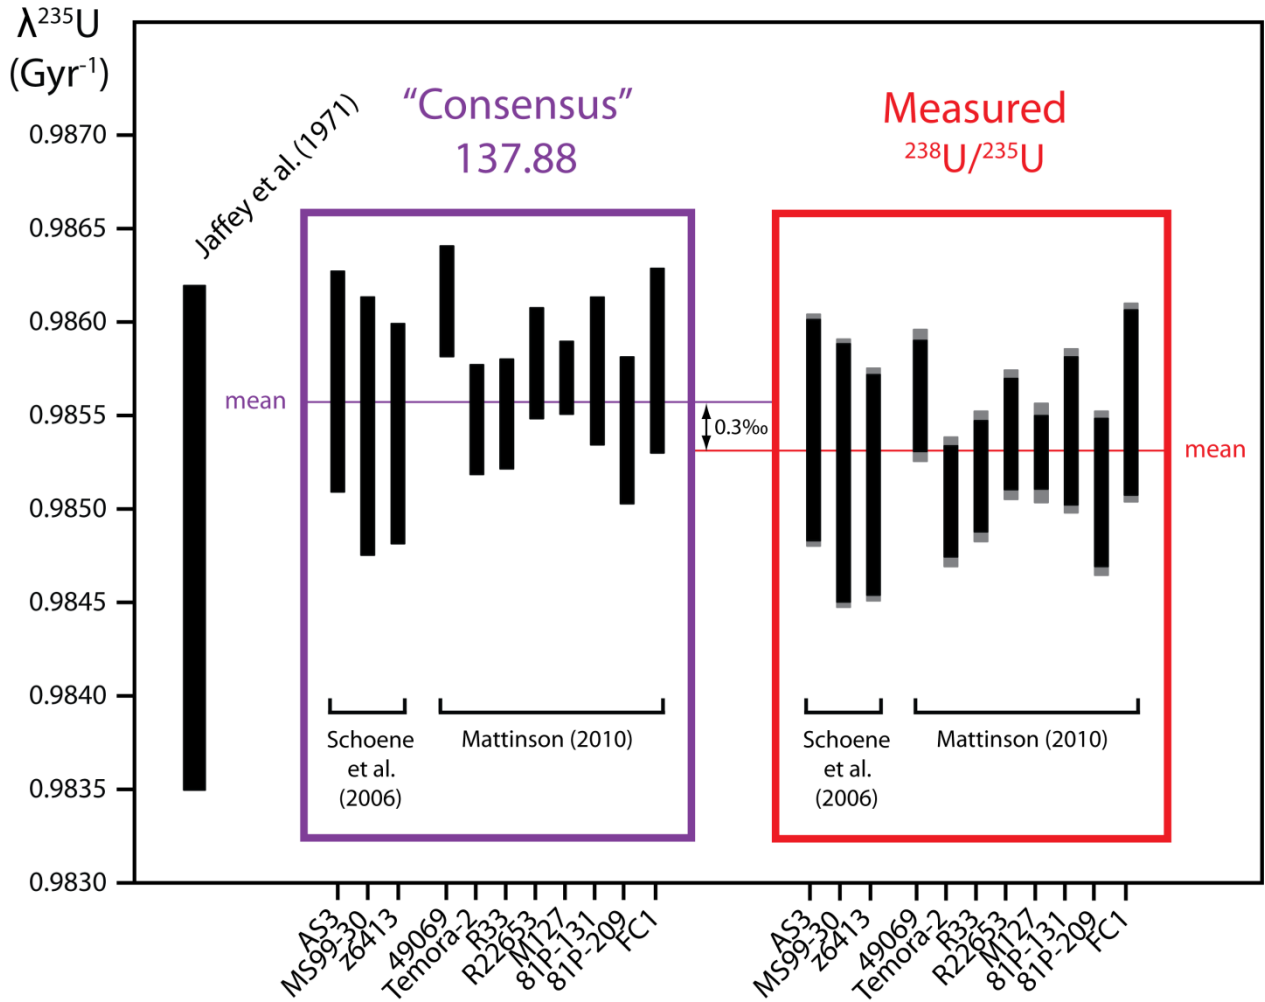 λ²³⁵U
(Gyr⁻¹)
0.9870
0.9865
0.9860
0.9855
0.9850
0.9845
0.9840
0.9835
0.9830
Jaffey et al. (1971)
“Consensus”
137.88
mean
Schoene
et al.
(2006)
Mattinson (2010)
0.3‰
Measured
²³⁸U/²³⁵U
mean
Schoene
et al.
(2006)
Mattinson (2010)
AS3
MS99-30
z6413
49069
Temora-2
R33
R22653
M127
81P-131
81P-209
FC1
AS3
MS99-30
z6413
49069
Temora-2
R33
R22653
M127
81P-131
81P-209
FC1